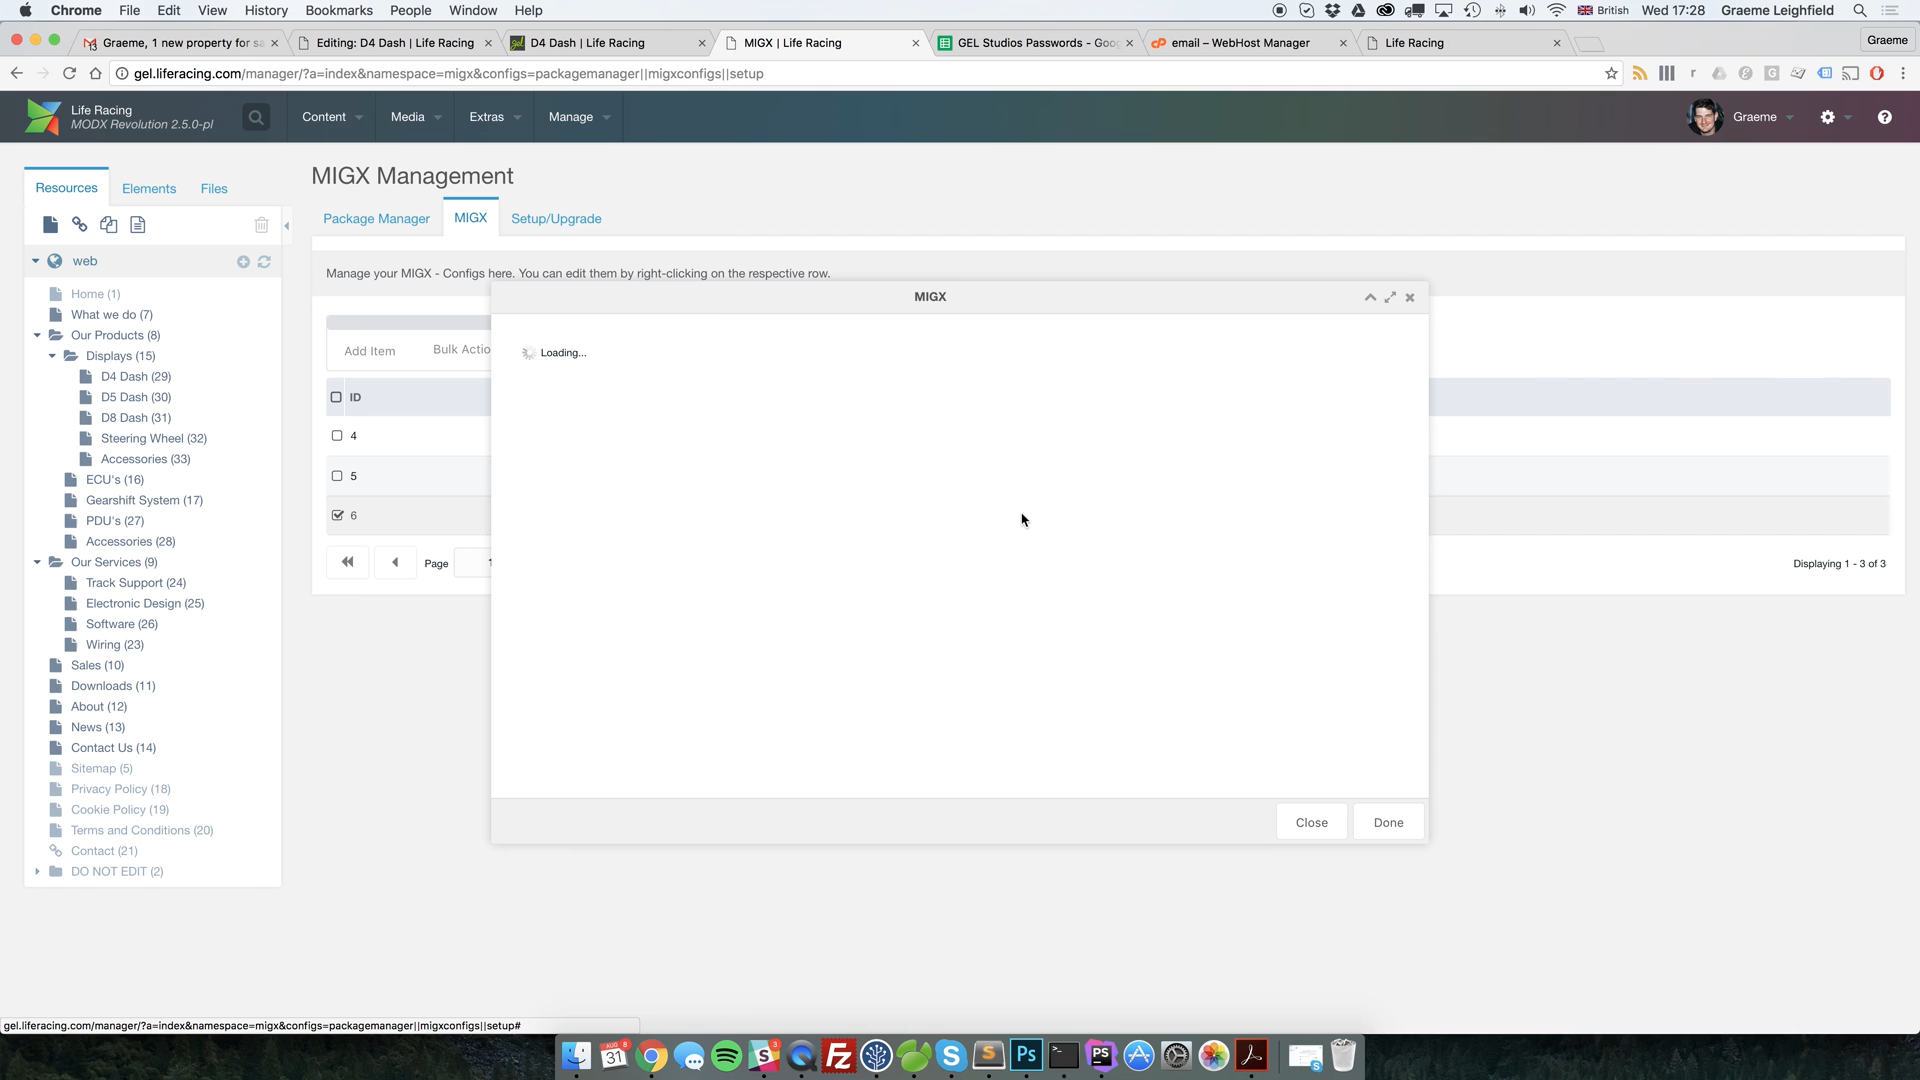 Chrome File Edit View History Bookmarks People Window Help
British Wed 17:28 Graeme Leighfield
Graeme, 1 new property for sa
Editing: D4 Dash | Life Racing
D4 Dash | Life Racing
MIGX | Life Racing
GEL Studios Passwords - Goog
email – WebHost Manager
Life Racing
Graeme
gel.liferacing.com/manager/?a=index&namespace=migx&configs=packagemanager||migxconfigs||setup
Life Racing
MODX Revolution 2.5.0-pl
Content Media Extras Manage
Graeme
Resources Elements Files
web
Home (1)
What we do (7)
Our Products (8)
Displays (15)
D4 Dash (29)
D5 Dash (30)
D8 Dash (31)
Steering Wheel (32)
Accessories (33)
ECU's (16)
Gearshift System (17)
PDU's (27)
Accessories (28)
Our Services (9)
Track Support (24)
Electronic Design (25)
Software (26)
Wiring (23)
Sales (10)
Downloads (11)
About (12)
News (13)
Contact Us (14)
Sitemap (5)
Privacy Policy (18)
Cookie Policy (19)
Terms and Conditions (20)
Contact (21)
DO NOT EDIT (2)
MIGX Management
Package Manager MIGX Setup/Upgrade
Manage your MIGX - Configs here. You can edit them by right-clicking on the respective row.
Add Item Bulk Actio
ID
4
5
6
Page 1
Displaying 1 - 3 of 3
MIGX
Loading...
Close Done
gel.liferacing.com/manager/?a=index&namespace=migx&configs=packagemanager||migxconfigs||setup#